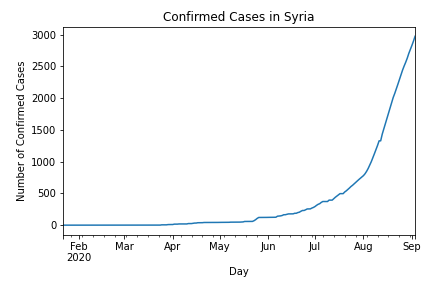 Confirmed Cases in Syria
Number of Confirmed Cases
3000
2500
2000
1500
1000
500
0
Feb Mar Apr May Jun Jul Aug Sep
2020
Day